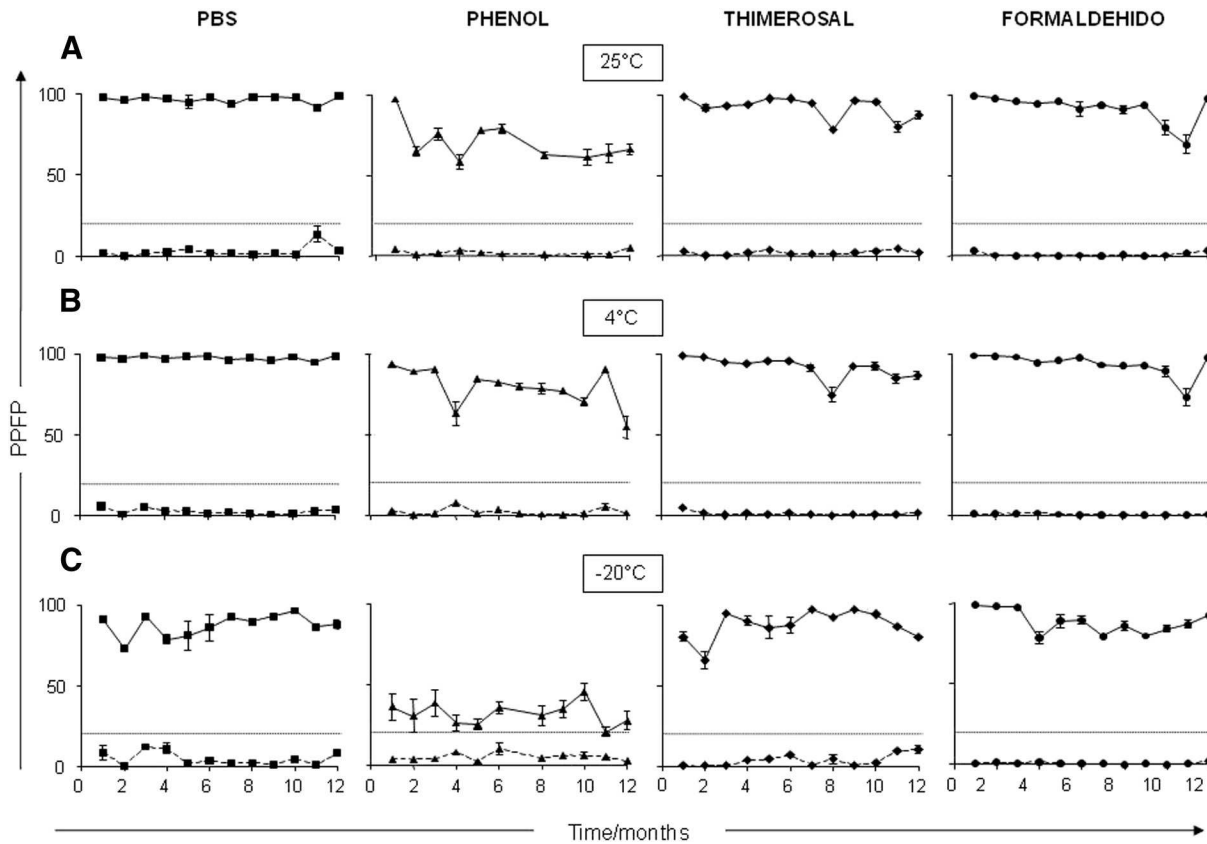 PBS PHENOL THIMEROSAL FORMALDEHIDO
A
25°C
100
50
0
B
4°C
100
50
0
PPFP
C
-20°C
100
50
0
0 2 4 6 8 10 12 0 2 4 6 8 10 12 0 2 4 6 8 10 12 0 2 4 6 8 10 12
Time/months